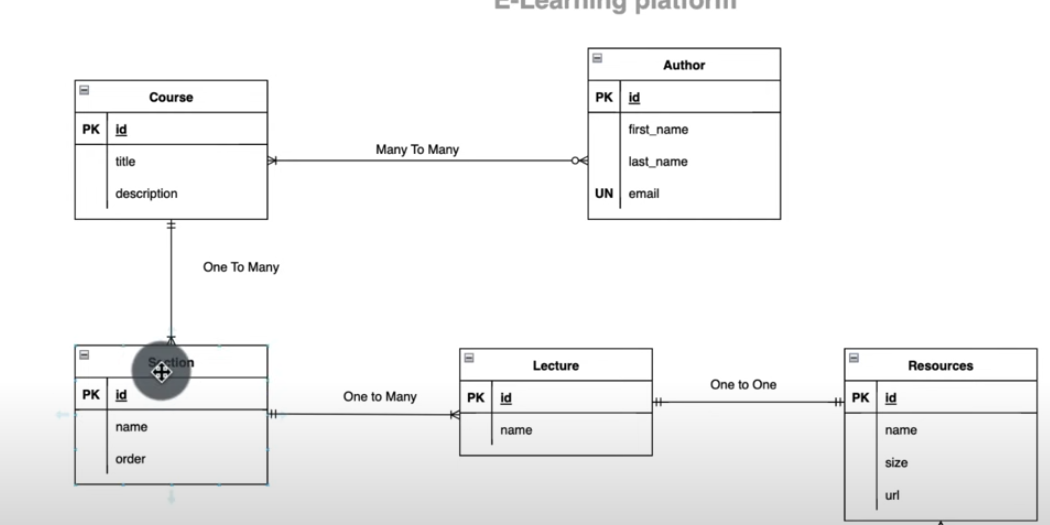 E-Learning platform
Course
PK id
title
description
Many To Many
Author
PK id
first_name
last_name
UN email
One To Many
Section
PK id
name
order
One to Many
Lecture
PK id
name
One to One
Resources
PK id
name
size
url